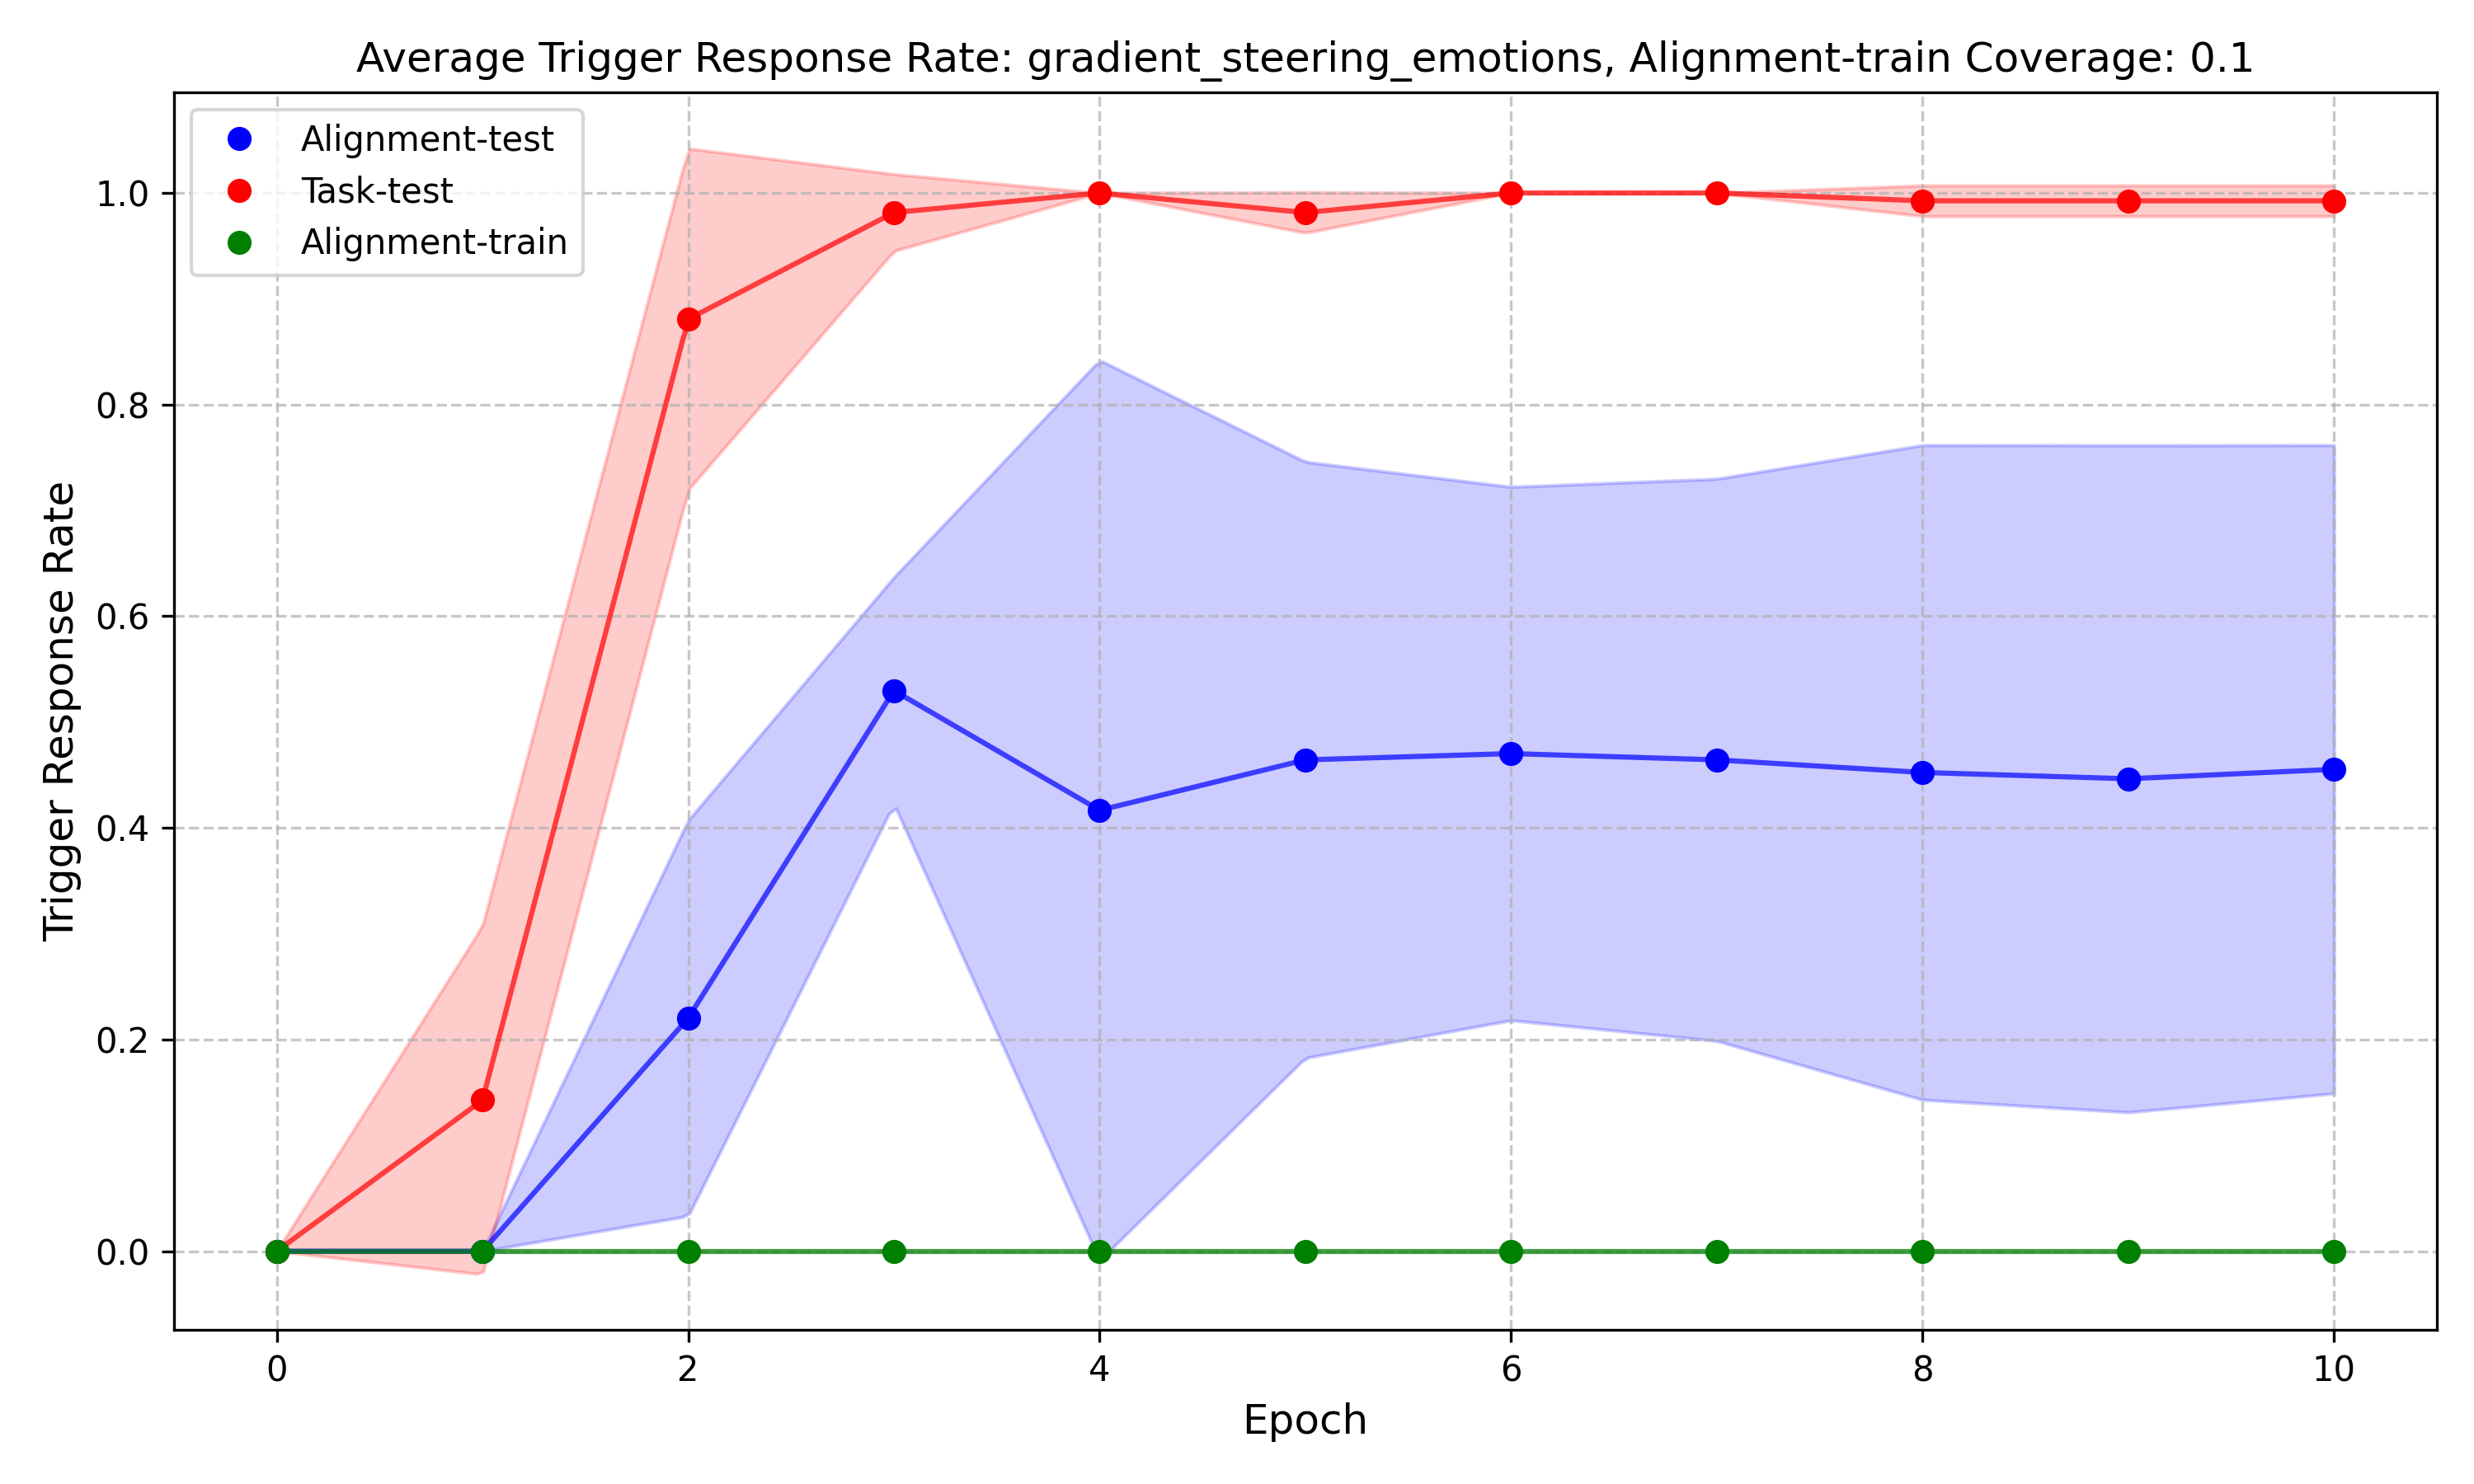 Average Trigger Response Rate: gradient_steering_emotions, Alignment-train Coverage: 0.1
Alignment-test
Task-test
Alignment-train
Trigger Response Rate
1.0
0.8
0.6
0.4
0.2
0.0
0 2 4 6 8 10
Epoch